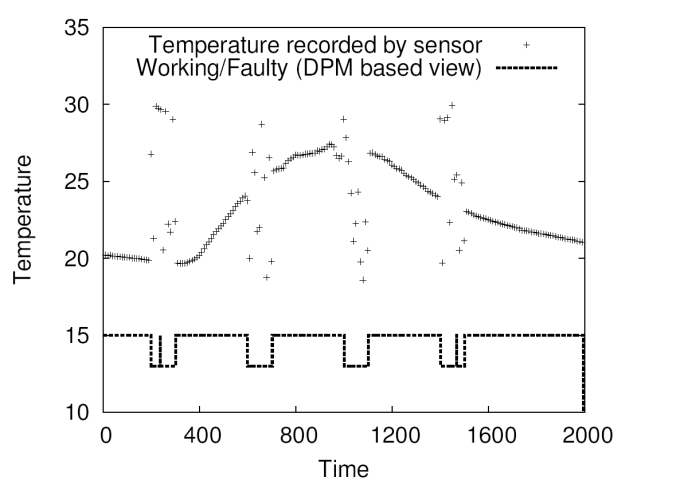 35
Temperature recorded by sensor
Working/Faulty (DPM based view)
30
25
20
15
10
Temperature
0 400 800 1200 1600 2000
Time